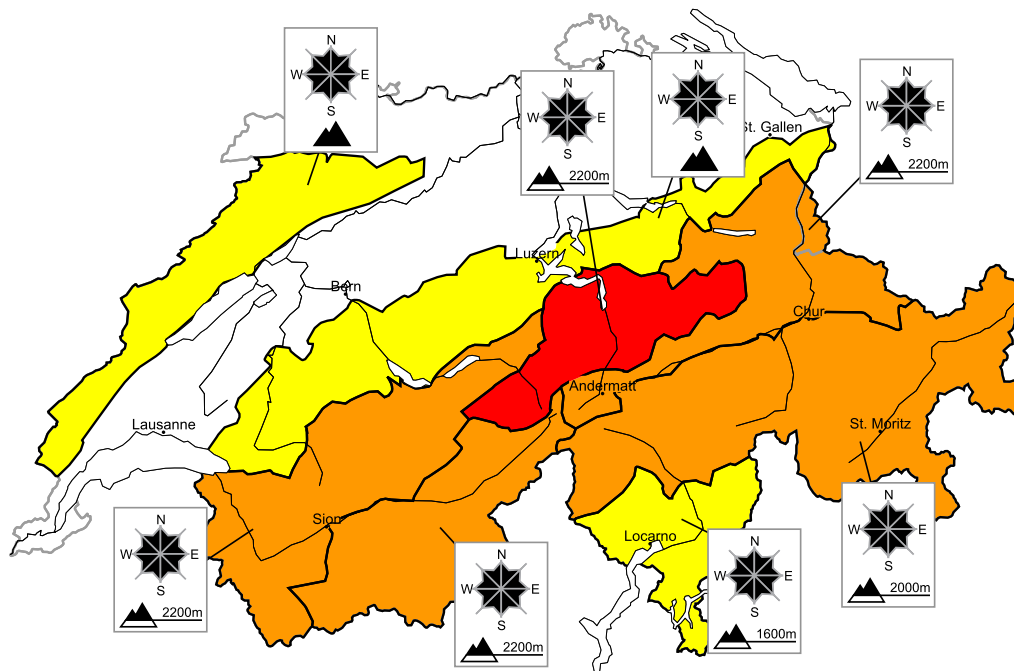 N
W E
S
N
W E
S
2200m
N
W E
S
N
W E
S
2200m
St. Gallen
Luzern
Bern
Chur
Andermatt
Lausanne
St. Moritz
Sion
Locarno
N
W E
S
2200m
N
W E
S
2200m
N
W E
S
1600m
N
W E
S
2000m